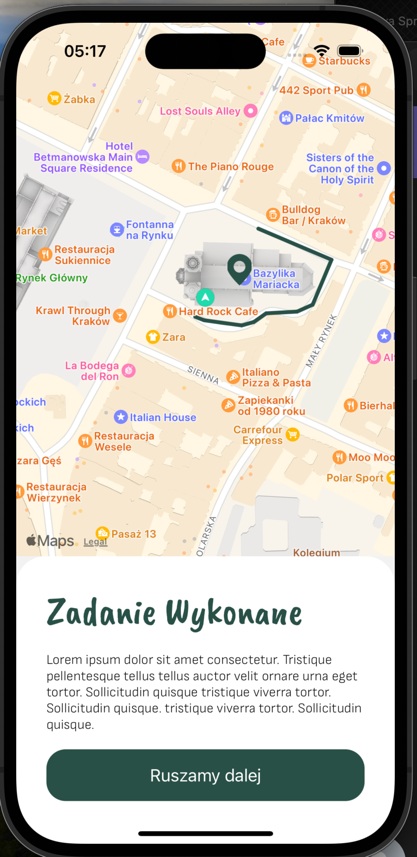 a Spr
05:17
Cafe
Starbucks
Żabka
442 Sport Pub
Lost Souls Alley
Pałac Kmitów
Hotel
Betmanowska Main
Square Residence
The Piano Rouge
Sisters of the
Canon of the
Holy Spirit
Bulldog
Bar / Kraków
Fontanna
na Rynku
Market
Restauracja
Sukiennice
Rynek Główny
Bazylika
Mariacka
Krawl Through
Kraków
Hard Rock Cafe
Zara
MAŁY RYNEK
La Bodega
del Ron
SIENNA
Italiano
Pizza & Pasta
Zapiekanki
od 1980 roku
ockich
Italian House
Bierhal
kich
Carrefour
Express
Restauracja
Wesele
Moo Moo
zara Gęś
Polar Sport
Restauracja
Wierzynek
OLARSKA
Pasaż 13
Maps
Legal
Kolegium
Zadanie Wykonane
Lorem ipsum dolor sit amet consectetur. Tristique
pellentesque tellus tellus auctor velit ornare urna eget
tortor. Sollicitudin quisque tristique viverra tortor.
Sollicitudin quisque. tristique viverra tortor. Sollicitudin
quisque.
Ruszamy dalej